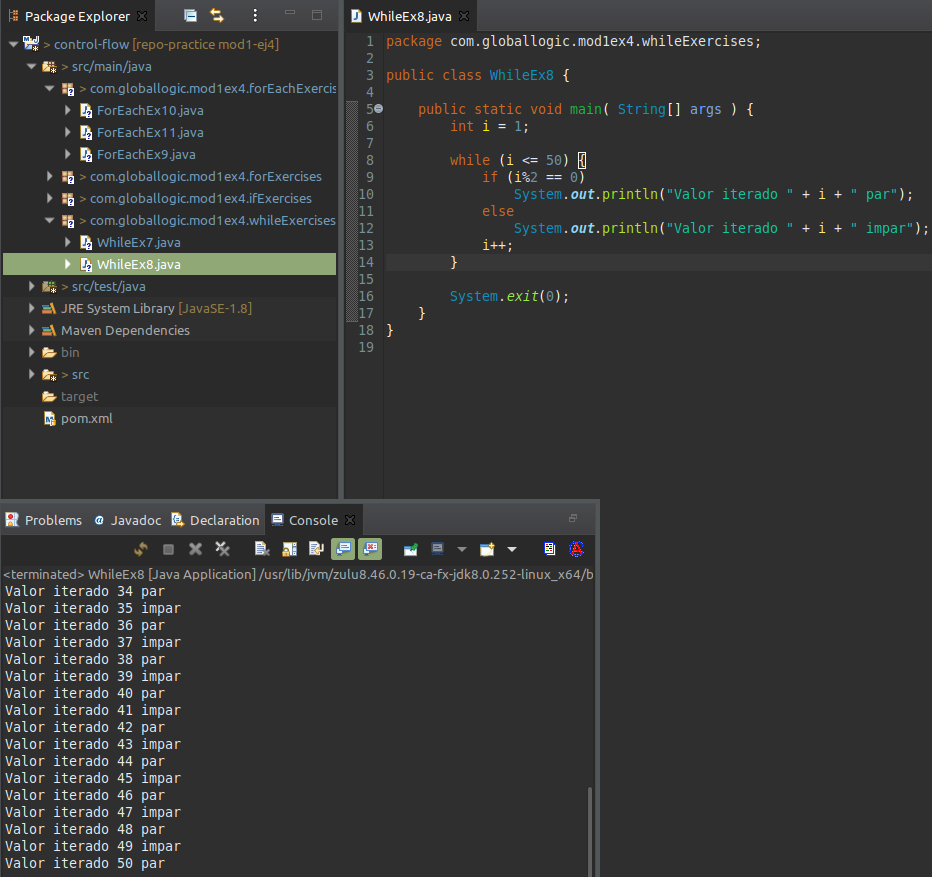 Package Explorer
> control-flow [repo-practice mod1-ej4]
> src/main/java
> com.globallogic.mod1ex4.forEachExercis
ForEachEx10.java
ForEachEx11.java
ForEachEx9.java
> com.globallogic.mod1ex4.forExercises
> com.globallogic.mod1ex4.ifExercises
> com.globallogic.mod1ex4.whileExercises
WhileEx7.java
WhileEx8.java
> src/test/java
JRE System Library [JavaSE-1.8]
Maven Dependencies
bin
> src
target
pom.xml
WhileEx8.java
1 package com.globallogic.mod1ex4.whileExercises;
2
3 public class WhileEx8 {
4
5 public static void main( String[] args ) {
6 int i = 1;
7
8 while (i <= 50) {
9 if (i%2 == 0)
10 System.out.println("Valor iterado " + i + " par");
11 else
12 System.out.println("Valor iterado " + i + " impar");
13 i++;
14 }
15
16 System.exit(0);
17 }
18 }
19
Problems @ Javadoc Declaration Console
<terminated> WhileEx8 [Java Application] /usr/lib/jvm/zulu8.46.0.19-ca-fx-jdk8.0.252-linux_x64/b
Valor iterado 34 par
Valor iterado 35 impar
Valor iterado 36 par
Valor iterado 37 impar
Valor iterado 38 par
Valor iterado 39 impar
Valor iterado 40 par
Valor iterado 41 impar
Valor iterado 42 par
Valor iterado 43 impar
Valor iterado 44 par
Valor iterado 45 impar
Valor iterado 46 par
Valor iterado 47 impar
Valor iterado 48 par
Valor iterado 49 impar
Valor iterado 50 par